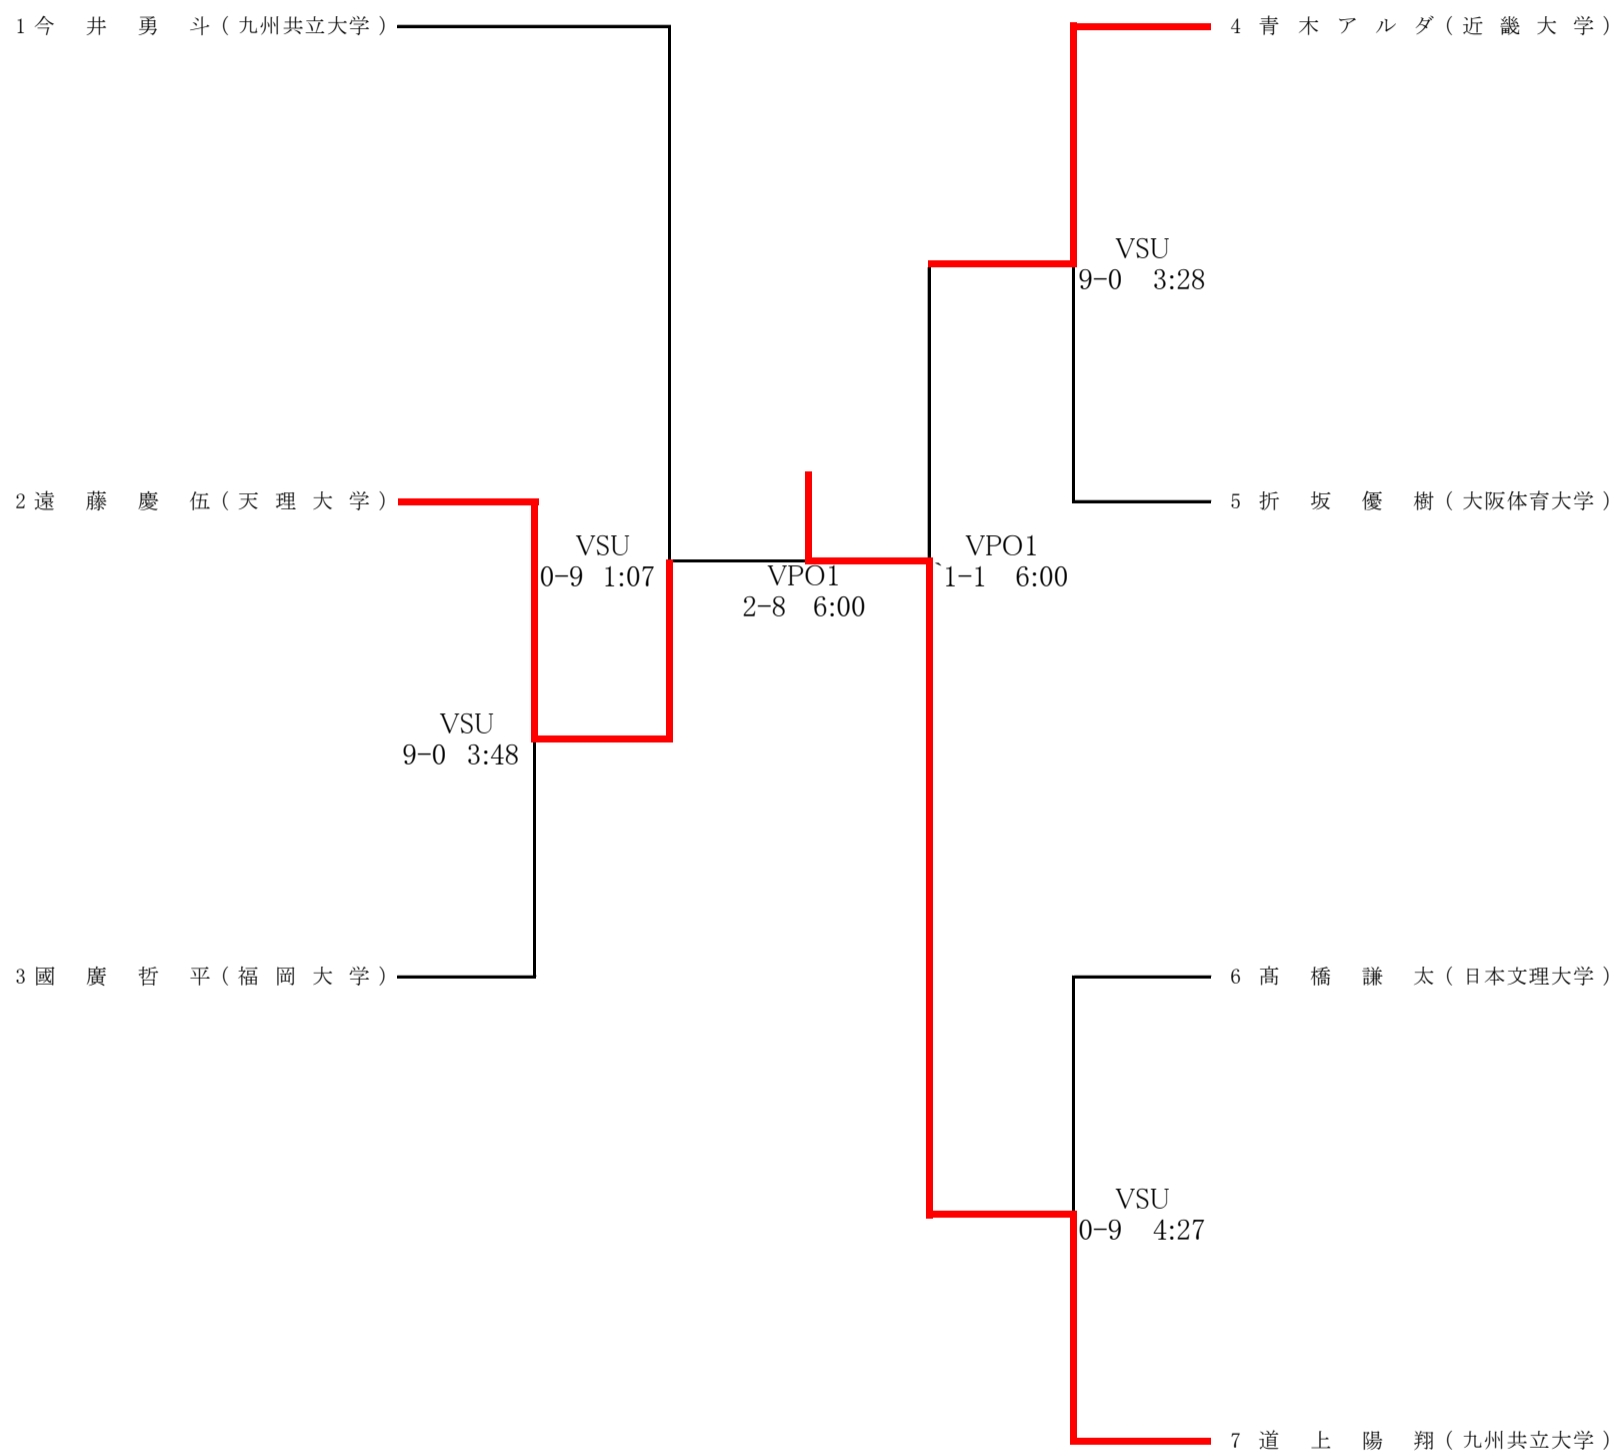 1 今井勇斗 ( 九州共立大学 )
4 青木アルダ ( 近畿大学 )
VSU
9-0 3:28
2 遠藤慶伍 ( 天理大学 )
5 折坂優樹 ( 大阪体育大学 )
VSU
0-9 1:07
VPO1
2-8 6:00
VPO1
`1-1 6:00
VSU
9-0 3:48
3 國廣哲平 ( 福岡大学 )
6 髙橋謙太 ( 日本文理大学 )
VSU
0-9 4:27
7 道上陽翔 ( 九州共立大学 )